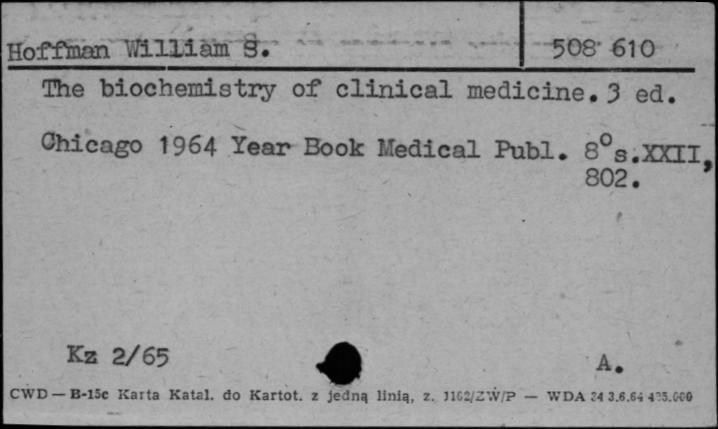 Hoffman William S.
508 610
The biochemistry of clinical medicine. 3 ed.
Chicago 1964 Year Book Medical Publ. 8° s.XXII,
802.
Kz 2/65
A.
CWD — B-15c Karta Katal. do Kartot. z jedną linią, z. 1162/ZW/P — WDA 24 3.6.64 435.000